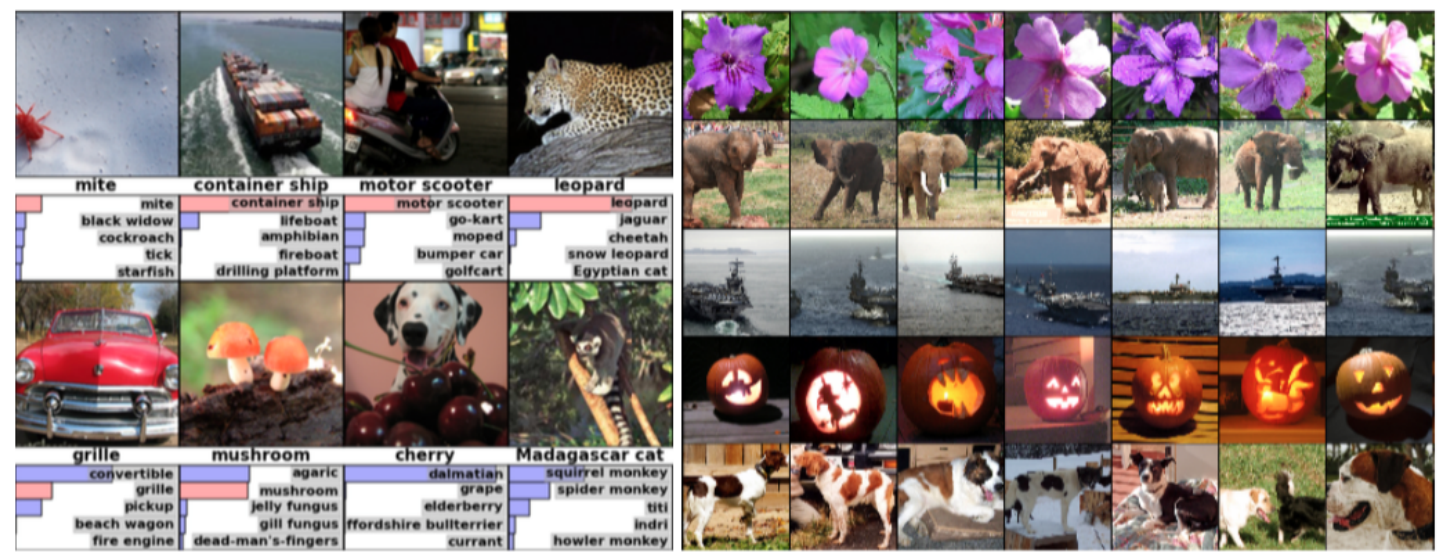 mite container ship motor scooter leopard
mite container ship motor scooter leopard
black widow lifeboat go-kart jaguar
cockroach amphibian moped cheetah
tick fireboat bumper car snow leopard
starfish drilling platform golfcart Egyptian cat
grille mushroom cherry Madagascar cat
convertible agaric dalmatian squirrel monkey
grille mushroom grape spider monkey
pickup jelly fungus elderberry titi
beach wagon gill fungus ffordshire bullterrier indri
fire engine dead-man's-fingers currant howler monkey